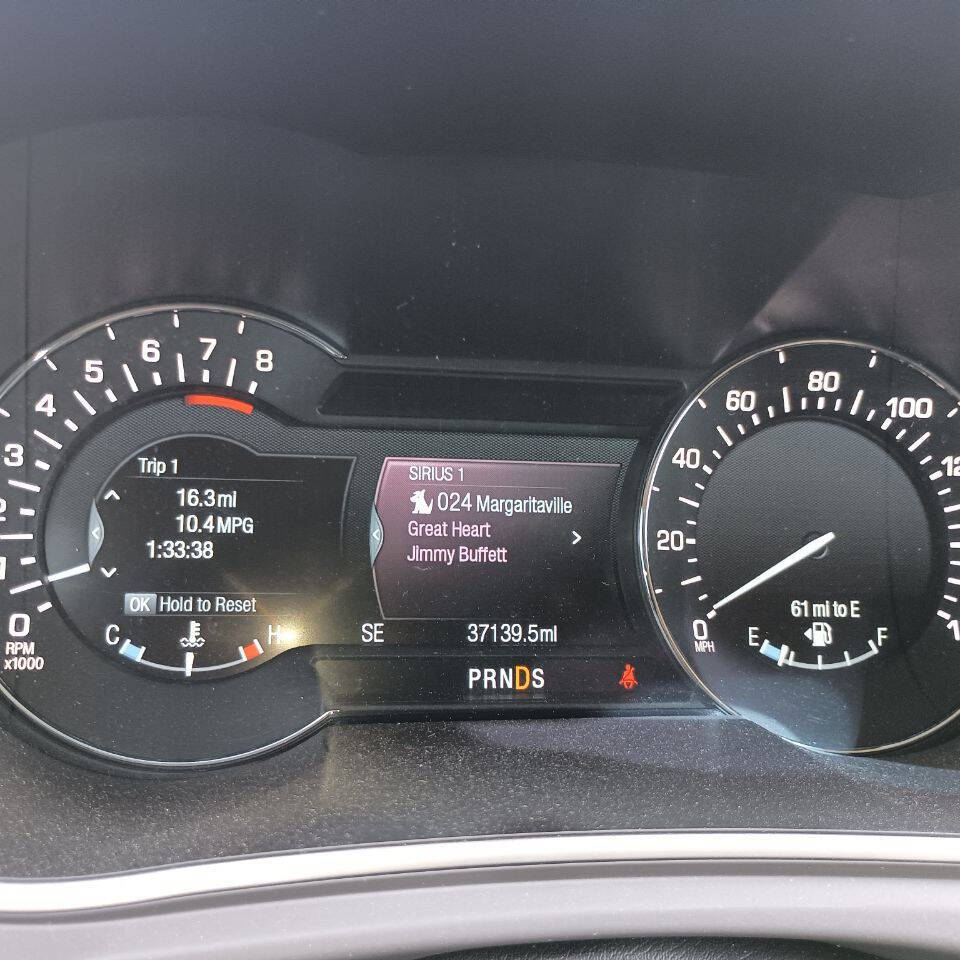 0
1
2
3
4
5
6
7
8
RPM
x1000
Trip 1
16.3mi
10.4MPG
1:33:38
OK Hold to Reset
C H
SIRIUS 1
024 Margaritaville
Great Heart
Jimmy Buffett
SE 37139.5mi
PRNDS
0
20
40
60
80
100
MPH
61 mi to E
E F